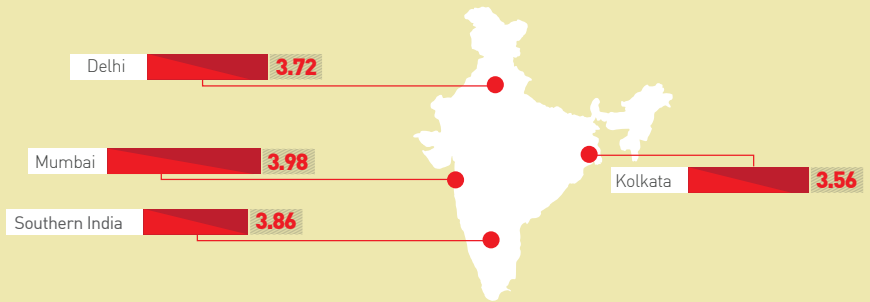 Delhi 3.72
Mumbai 3.98
Kolkata 3.56
Southern India 3.86